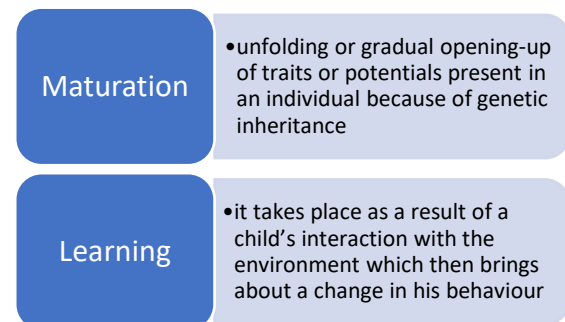 Maturation
•unfolding or gradual opening-up
of traits or potentials present in
an individual because of genetic
inheritance
Learning
•it takes place as a result of a
child’s interaction with the
environment which then brings
about a change in his behaviour